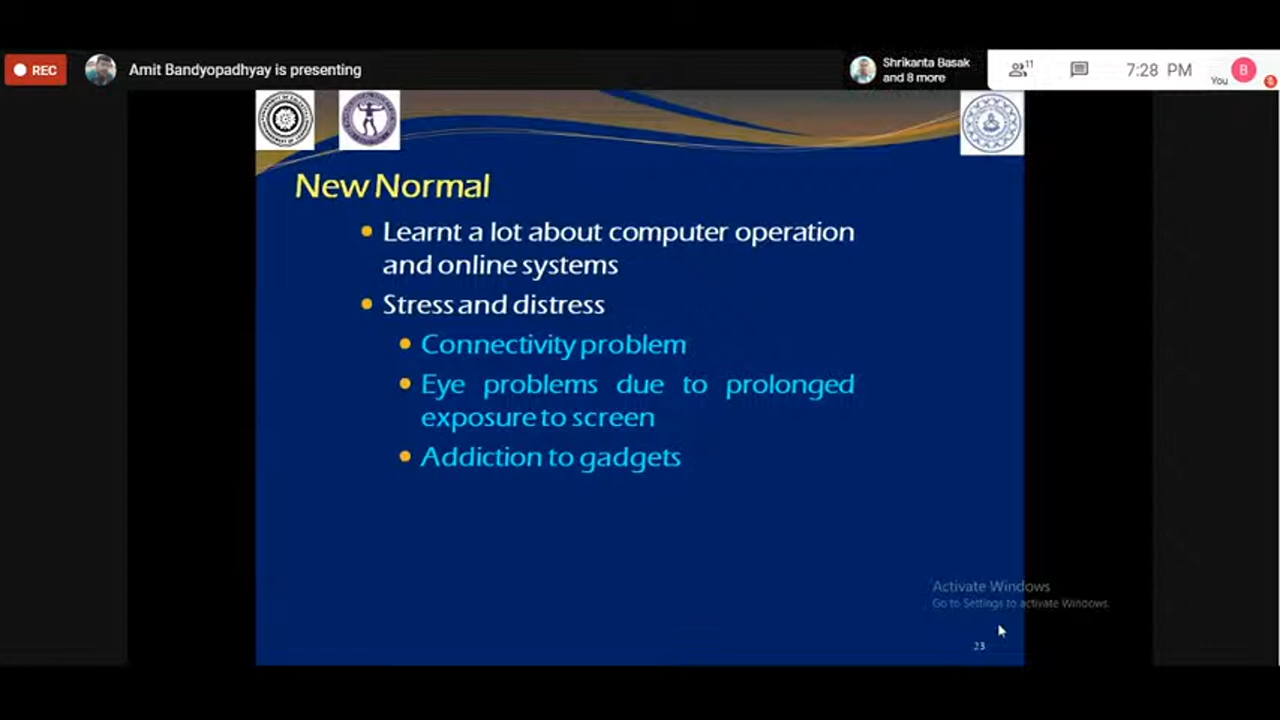 REC
Amit Bandyopadhyay is presenting
Shrikanta Basak
and 8 more
11
7:28 PM
You
B
New Normal
Learnt a lot about computer operation
and online systems
Stress and distress
Connectivity problem
Eye problems due to prolonged
exposure to screen
Addiction to gadgets
Activate Windows
Go to Settings to activate Windows.
23